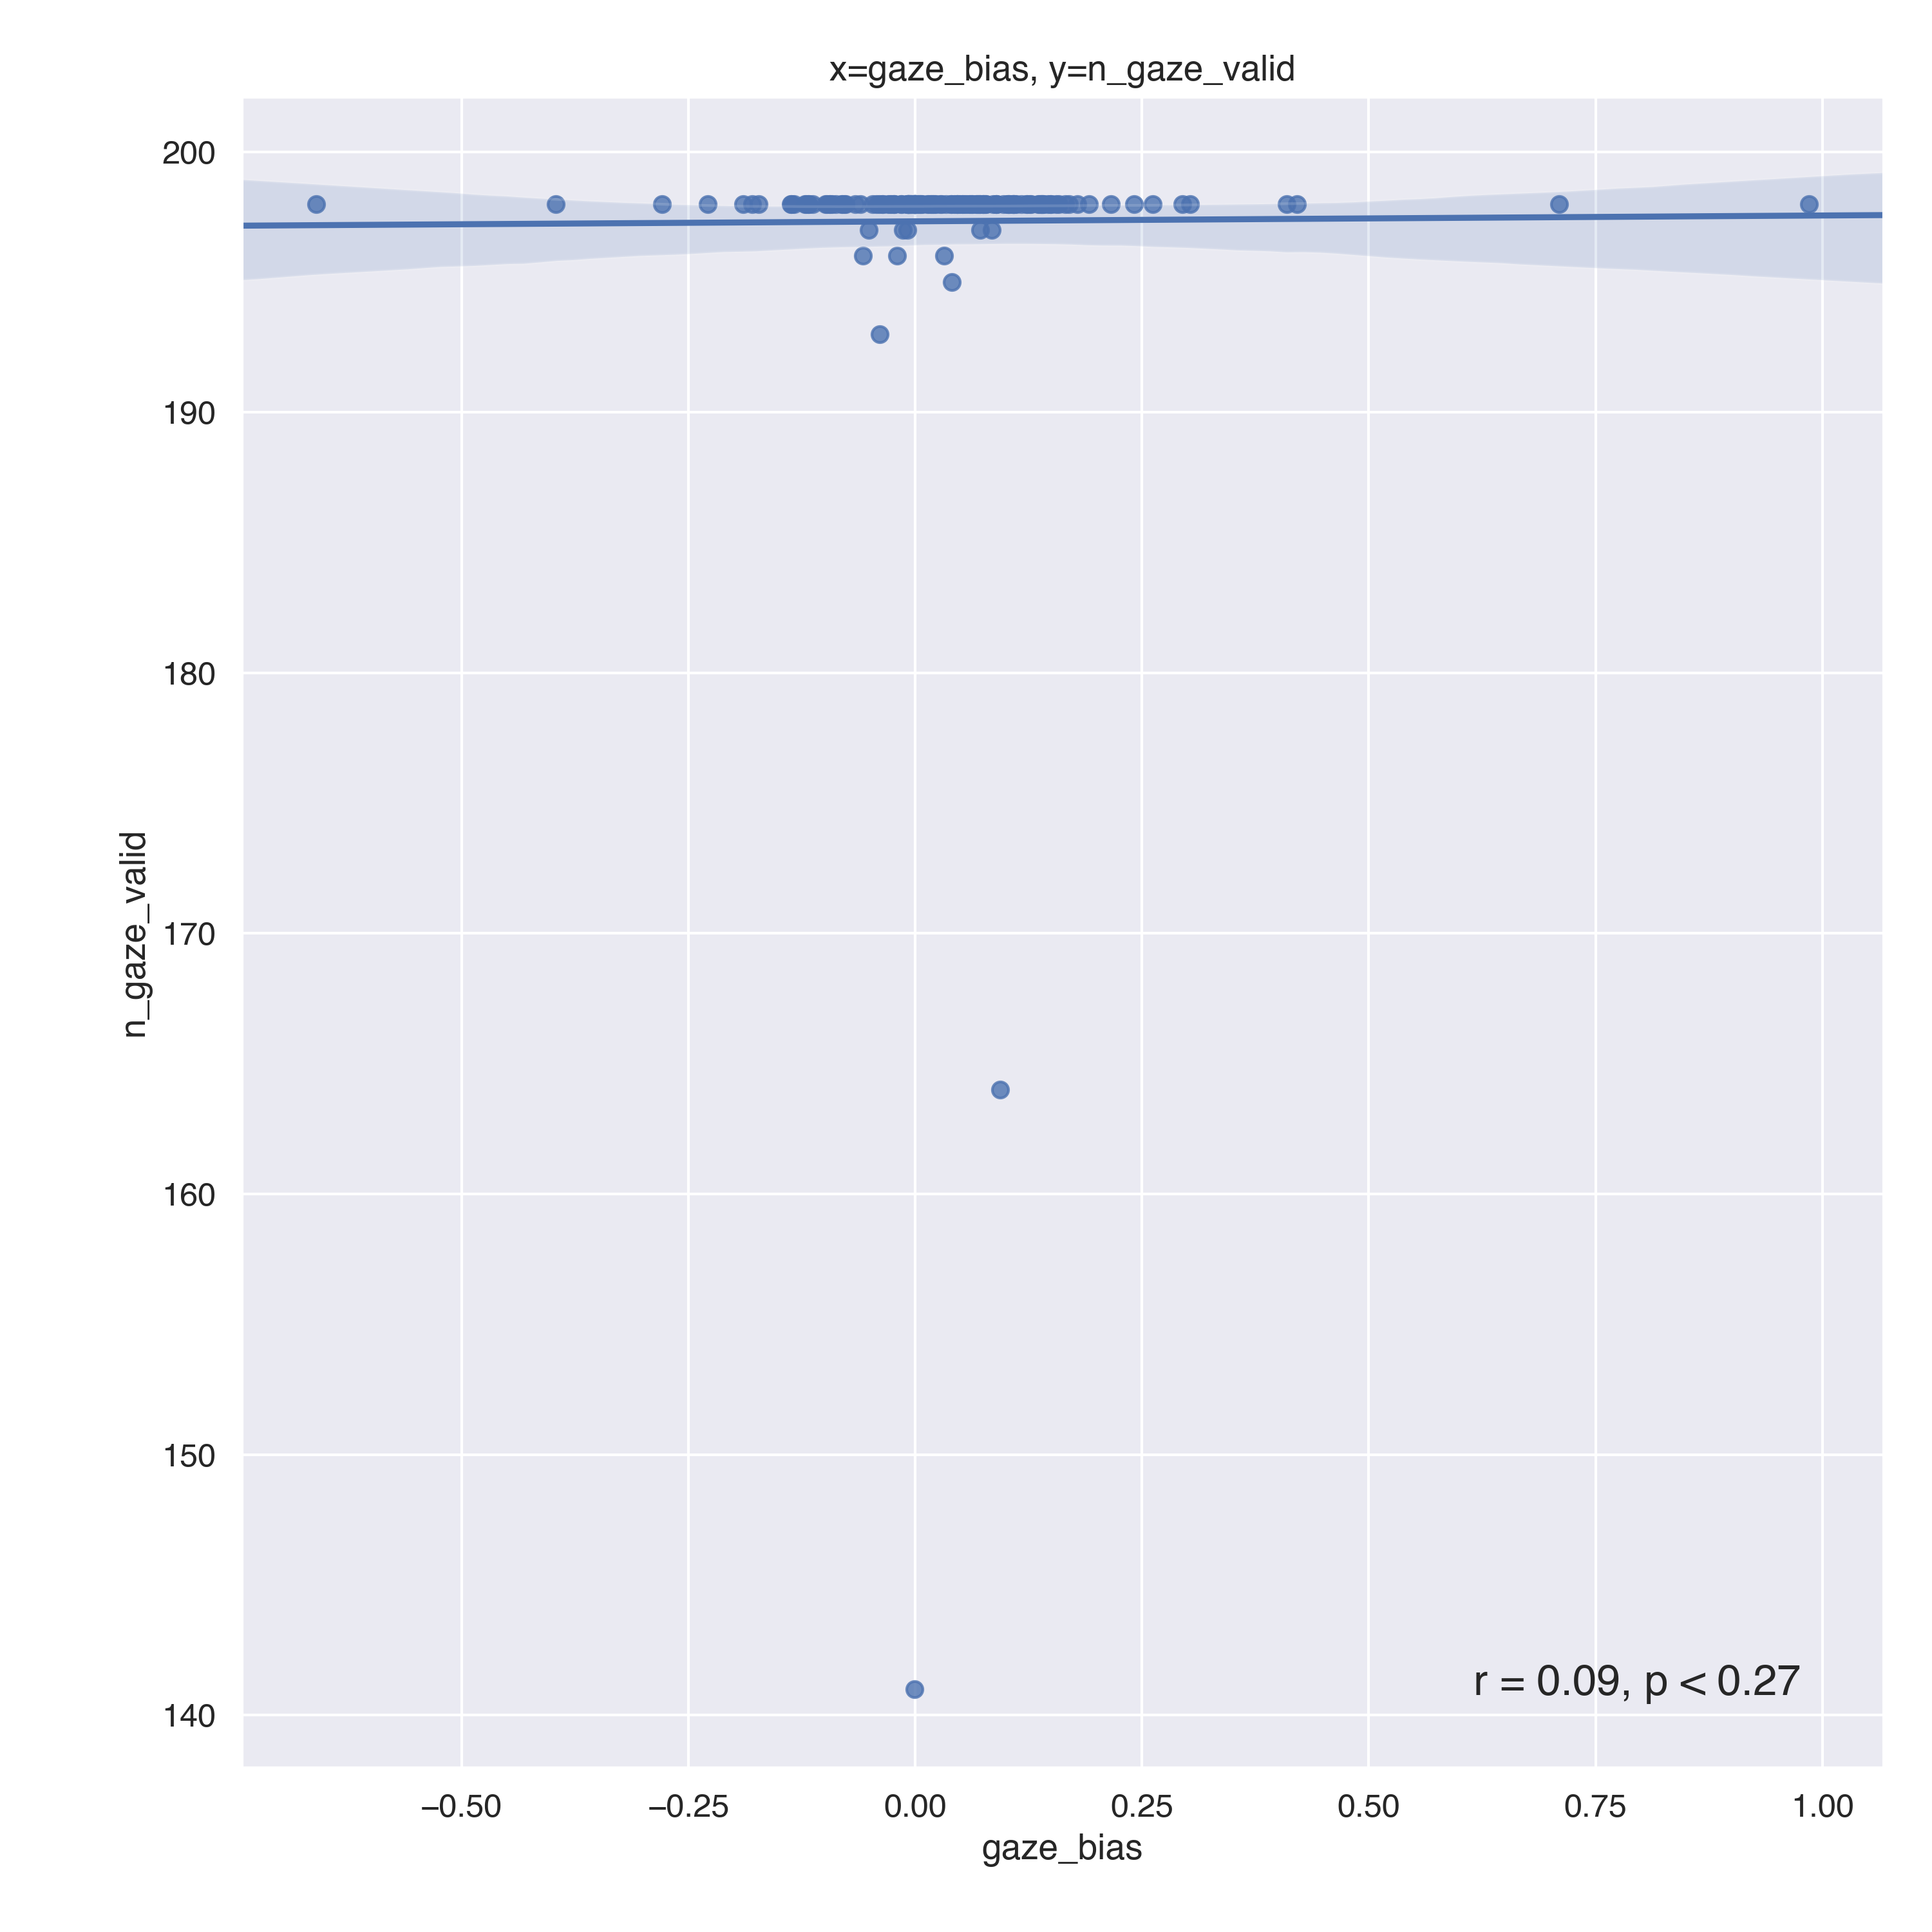 x=gaze_bias, y=n_gaze_valid
200
190
180
170
160
150
140
n_gaze_valid
r = 0.09, p < 0.27
−0.50 −0.25 0.00 0.25 0.50 0.75 1.00
gaze_bias